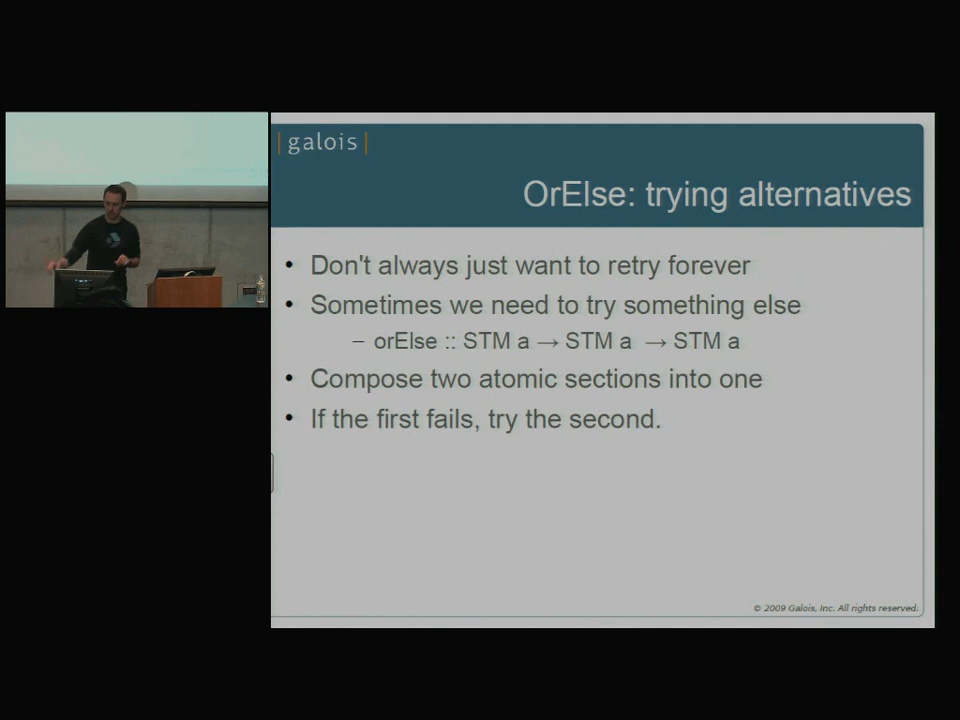 |galois|
OrElse: trying alternatives
• Don't always just want to retry forever
• Sometimes we need to try something else
– orElse :: STM a → STM a → STM a
• Compose two atomic sections into one
• If the first fails, try the second.
© 2009 Galois, Inc. All rights reserved.